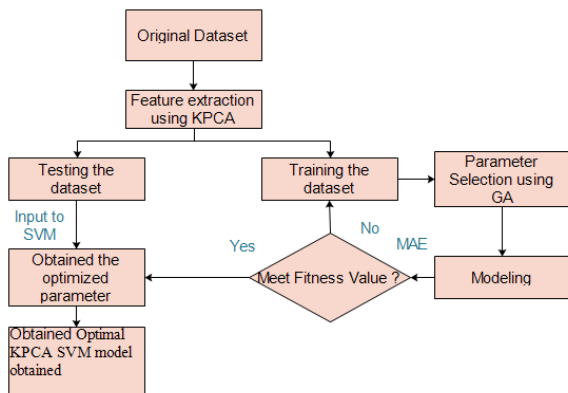 Original Dataset
Feature extraction
using KPCA
Testing the
dataset
Training the
dataset
Parameter
Selection using
GA
Input to
SVM
Yes
No
MAE
Obtained the
optimized
parameter
Meet Fitness Value ?
Modeling
Obtained Optimal
KPCA SVM model
obtained